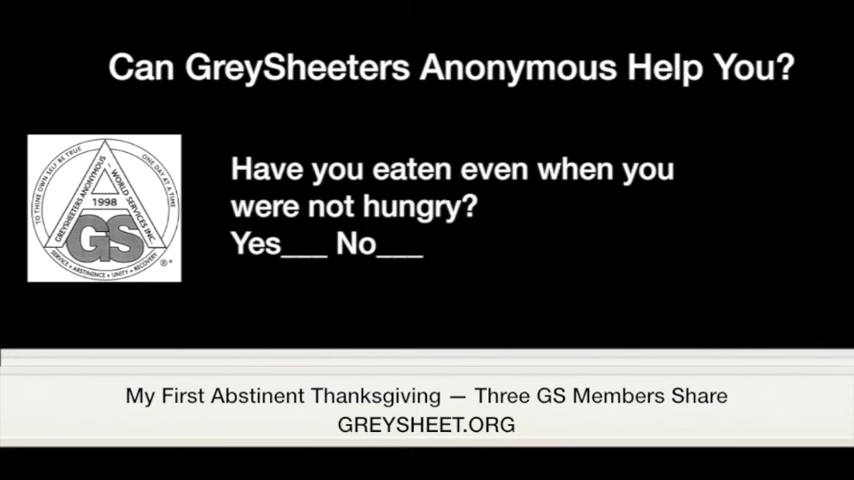 Can GreySheeters Anonymous Help You?
TO THINE OWN SELF BE TRUE
ONE DAY AT A TIME
GREYSHEETERS ANONYMOUS
WORLD SERVICES INC.
1998
GS
SERVICE • ABSTINENCE • UNITY • RECOVERY
®
Have you eaten even when you
were not hungry?
Yes___ No___
My First Abstinent Thanksgiving — Three GS Members Share
GREYSHEET.ORG